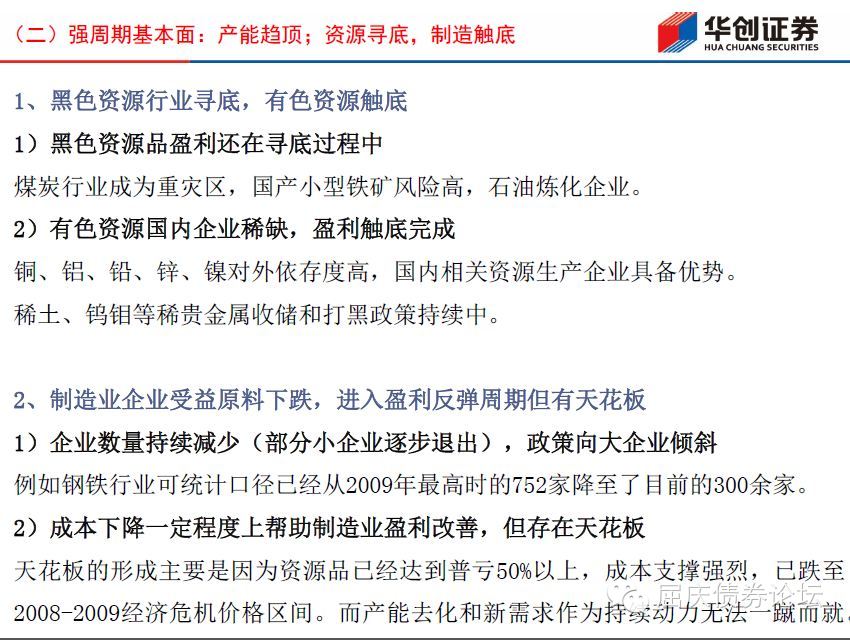 （二）强周期基本面：产能趋顶；资源寻底，制造触底
华创证券
HUA CHUANG SECURITIES
1、黑色资源行业寻底，有色资源触底
1）黑色资源品盈利还在寻底过程中
煤炭行业成为重灾区，国产小型铁矿风险高，石油炼化企业。
2）有色资源国内企业稀缺，盈利触底完成
铜、铝、铅、锌、镍对外依存度高，国内相关资源生产企业具备优势。
稀土、钨钼等稀贵金属收储和打黑政策持续中。
2、制造业企业受益原料下跌，进入盈利反弹周期但有天花板
1）企业数量持续减少（部分小企业逐步退出），政策向大企业倾斜
例如钢铁行业可统计口径已经从2009年最高时的752家降至了目前的300余家。
2）成本下降一定程度上帮助制造业盈利改善，但存在天花板
天花板的形成主要是因为资源品已经达到普亏50%以上，成本支撑强烈，已跌至
2008-2009经济危机价格区间。而产能去化和新需求作为持续动力无法一蹴而就。
屈庆债券论坛